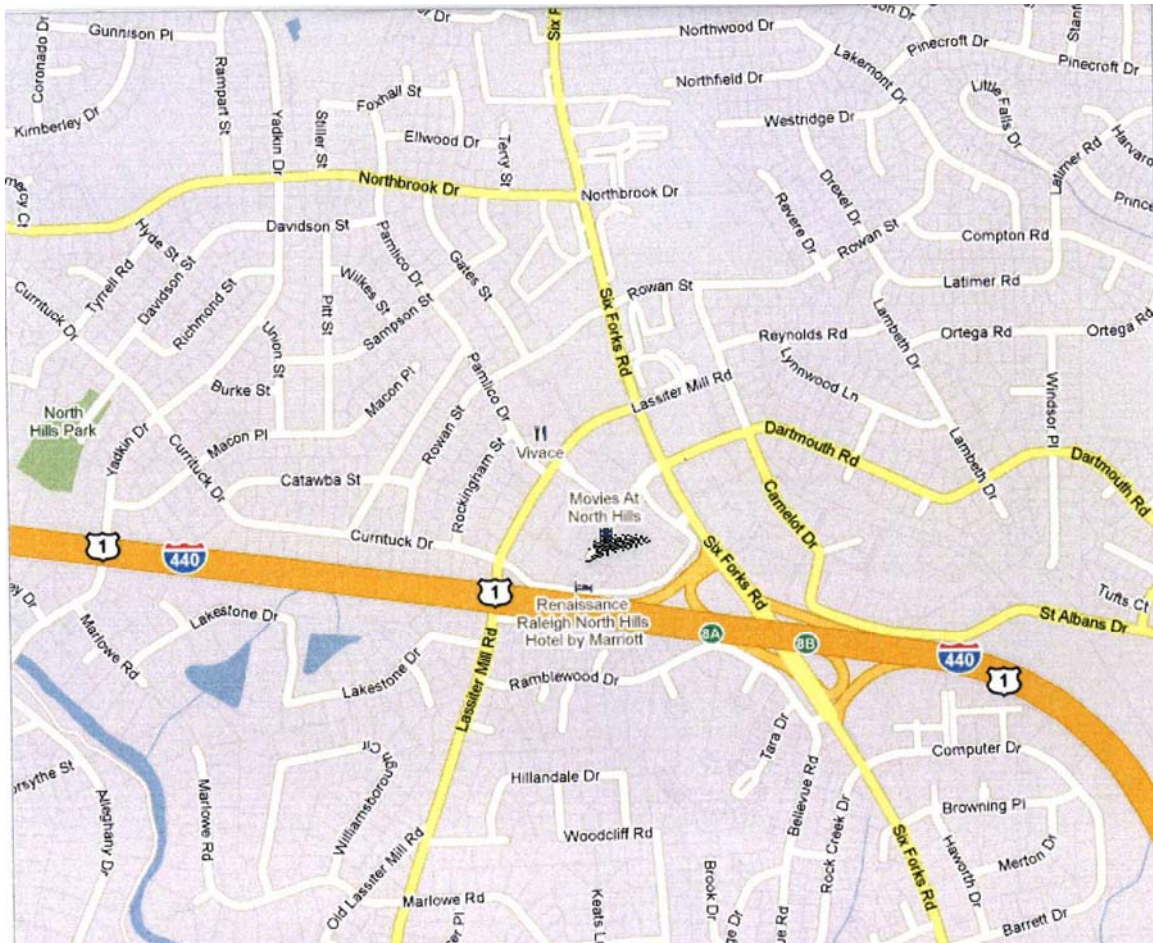 Coronado Dr
Gunnison Pl
Kimberley Dr
Rampart St
Yadkin Dr
Stiller St
Foxhall St
Ellwood Dr
Terry St
Northwood Dr
Northfield Dr
Westridge Dr
Lakemont Dr
Pinecroft Dr
Pinecroft Dr
Little Falls Dr
Latimer Rd
Northbrook Dr
Northbrook Dr
Davidson St
Hyde St
Tyrrell Rd
Davidson St
Richmond St
Currituck Dr
Pamlico Dr
Wilkes St
Pitt St
Gates St
Sampson St
Union St
Burke St
Revere Dr
Drexel Dr
Rowan St
Compton Rd
Latimer Rd
Rowan St
Six Forks Rd
Reynolds Rd
Lambeth Dr
Ortega Rd
Ortega Rd
Lynnwood Ln
Windsor Pl
Lassiter Mill Rd
Macon Pl
Pamlico Dr
North
Hills Park
Yadkin Dr
Macon Pl
Rowan St
Currituck Dr
Catawba St
Rockingham St
Vivace
Dartmouth Rd
Lambeth Dr
Dartmouth Rd
Camelot Dr
Movies At
North Hills
Currituck Dr
1
440
1
Six Forks Rd
Renaissance
Raleigh North Hills
Hotel by Marriott
8A
8B
440
1
Tufts Ct
St Albans Dr
Marlowe Rd
Lakestone Dr
Lakestone Dr
Lassiter Mill Rd
Ramblewood Dr
Tara Dr
Bellevue Rd
Computer Dr
Browning Pl
Merton Dr
Haworth Dr
Barrett Dr
Six Forks Rd
Rock Creek Dr
Hillandale Dr
Woodcliff Rd
Williamsborough Cir
Old Lassiter Mill Rd
Marlowe Rd
Marlowe Rd
Alleghany Dr
Brook Dr